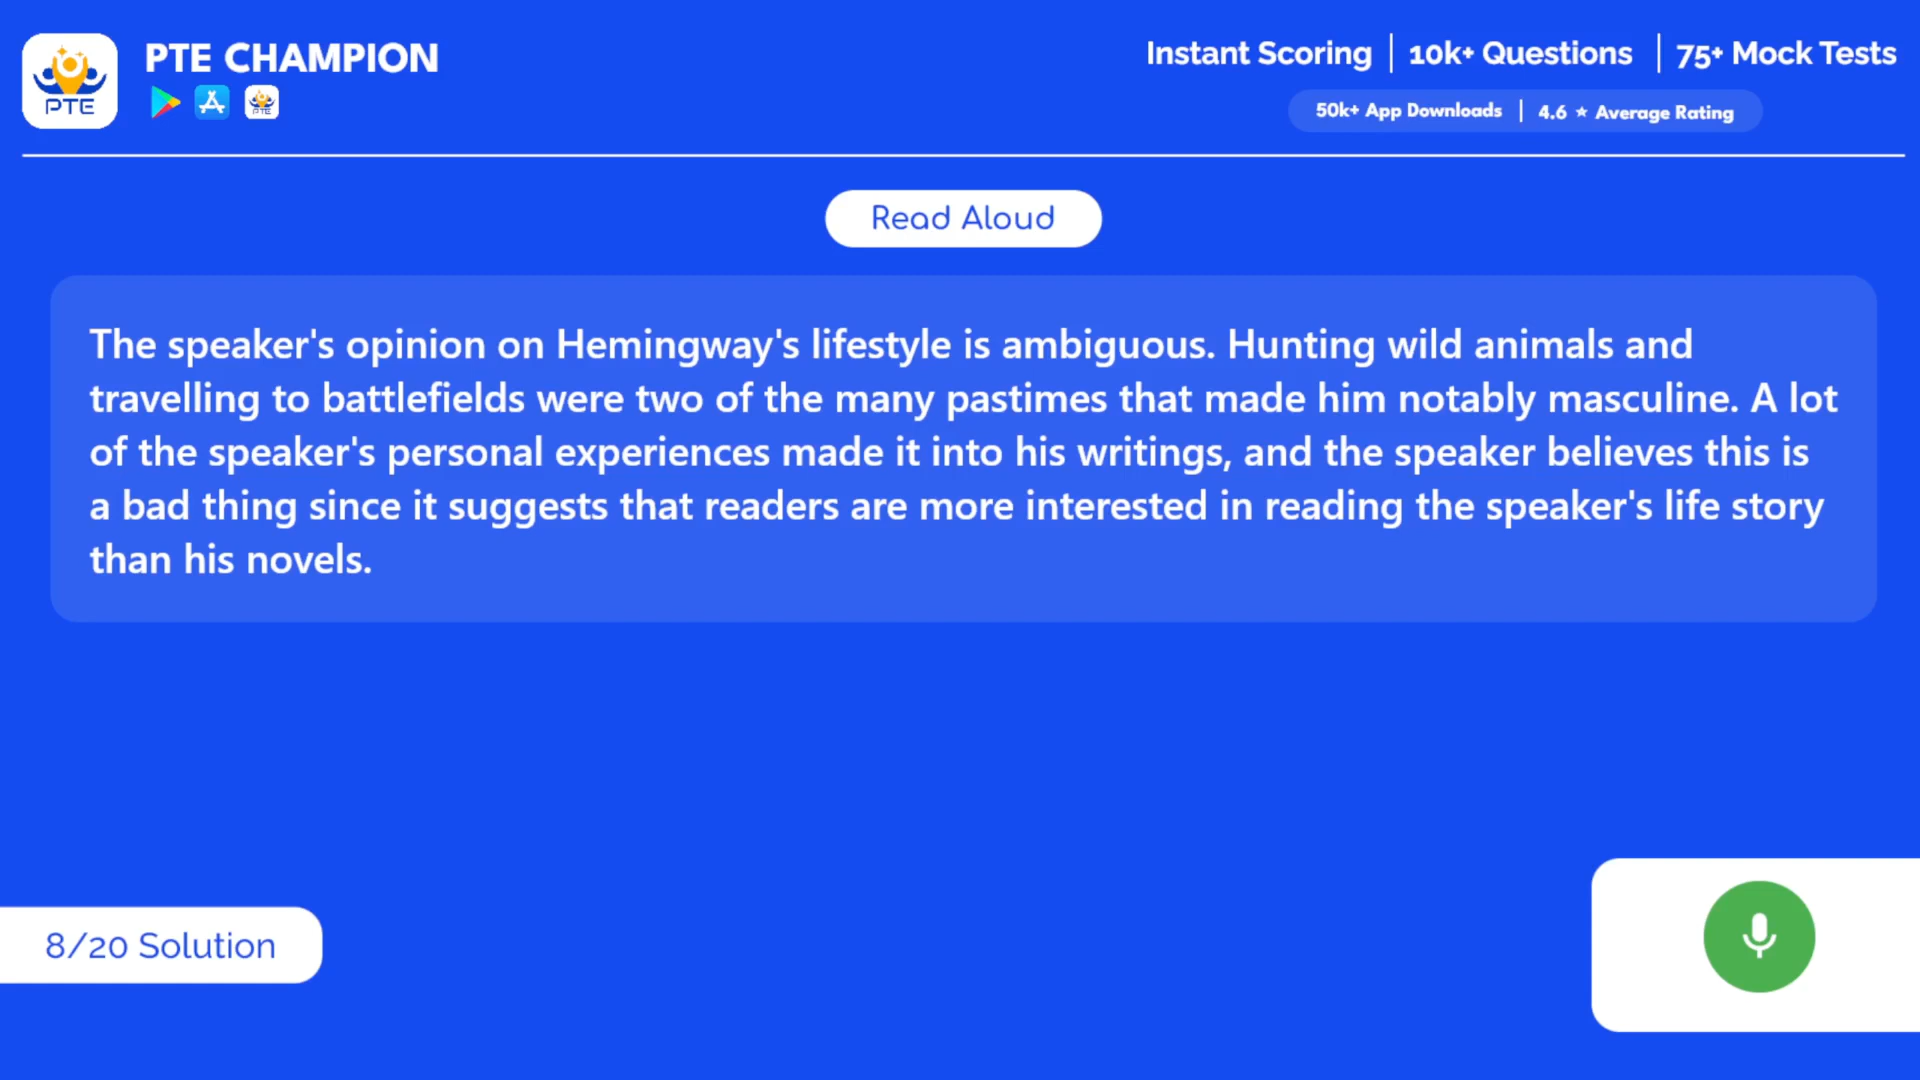 PTE CHAMPION
PTE
PTE
Instant Scoring | 10k+ Questions | 75+ Mock Tests
50k+ App Downloads | 4.6 ★ Average Rating
Read Aloud
The speaker's opinion on Hemingway's lifestyle is ambiguous. Hunting wild animals and
travelling to battlefields were two of the many pastimes that made him notably masculine. A lot
of the speaker's personal experiences made it into his writings, and the speaker believes this is
a bad thing since it suggests that readers are more interested in reading the speaker's life story
than his novels.
8/20 Solution